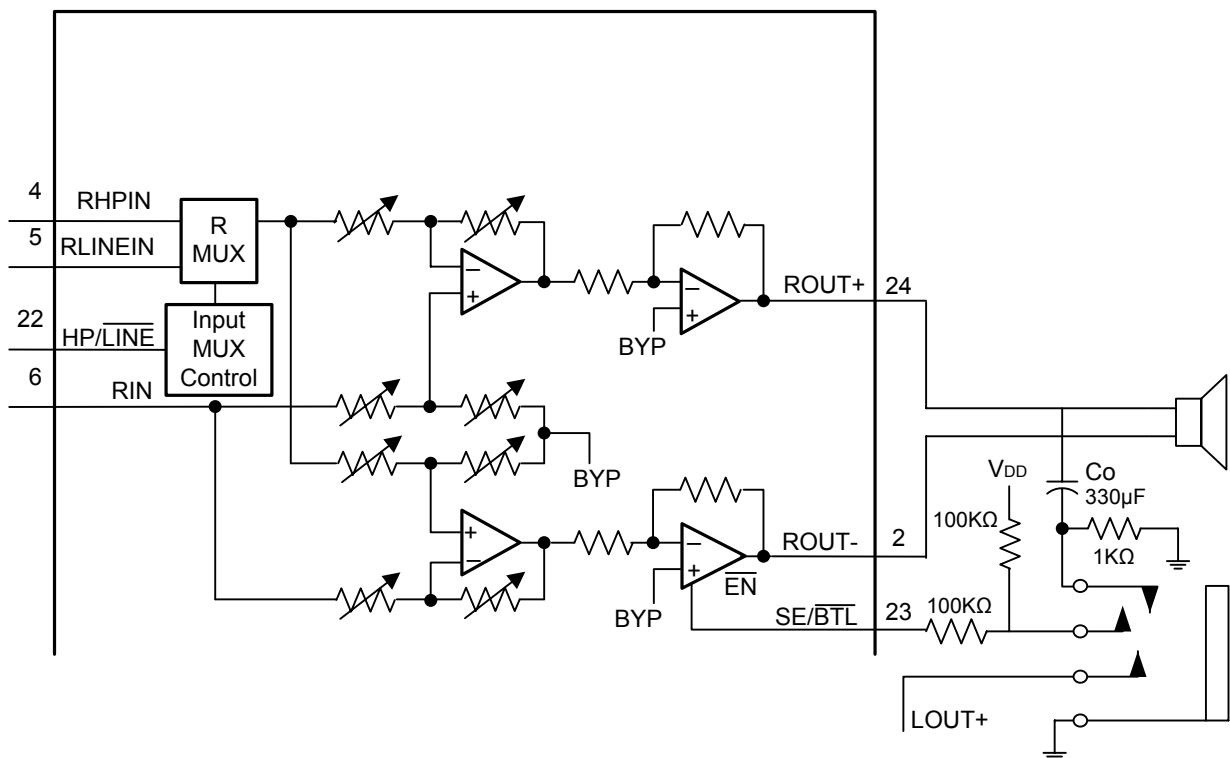 4
RHPIN
R
MUX
5
RLINEIN
22
HP/LINE
Input
MUX
Control
6
RIN
−
+
−
+
BYP
ROUT+
24
BYP
+
−
−
+
BYP
EN
ROUT-
2
SE/BTL
23
100KΩ
VDD
100KΩ
Co
330µF
1KΩ
LOUT+